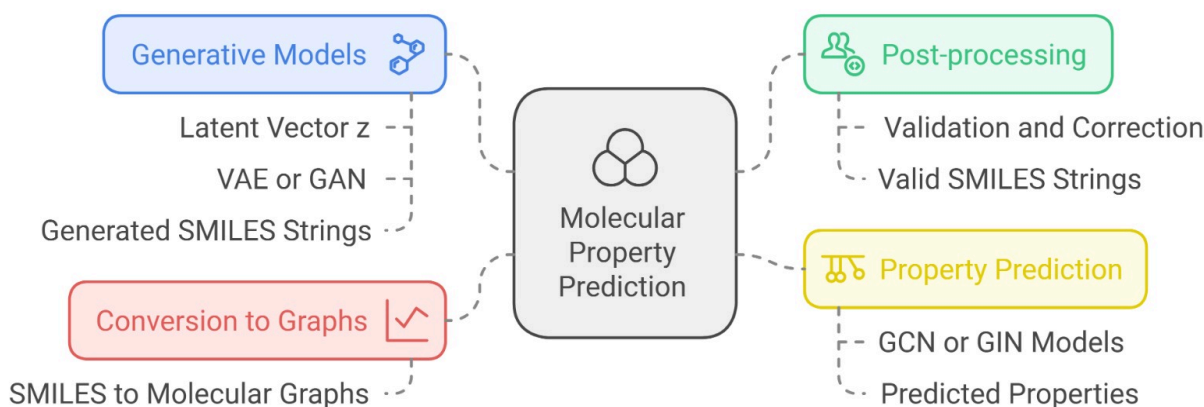 Generative Models
Latent Vector z
VAE or GAN
Generated SMILES Strings
Conversion to Graphs
SMILES to Molecular Graphs
Molecular
Property
Prediction
Post-processing
Validation and Correction
Valid SMILES Strings
Property Prediction
GCN or GIN Models
Predicted Properties